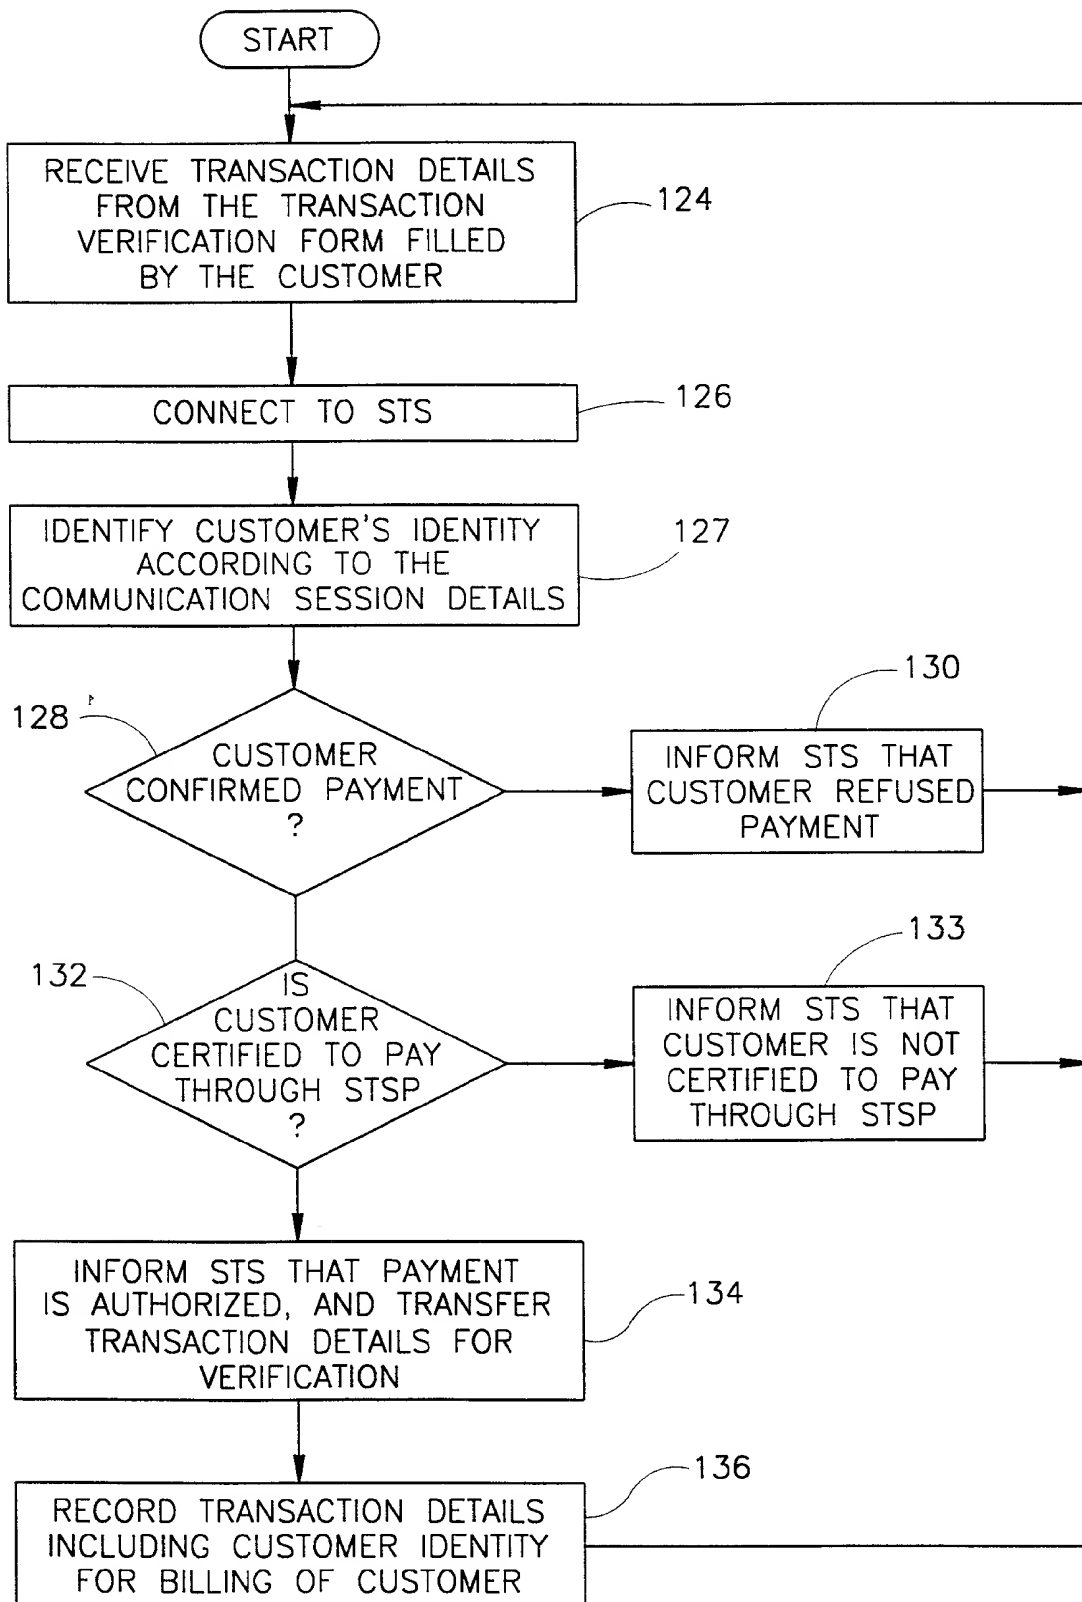 START
RECEIVE TRANSACTION DETAILS
FROM THE TRANSACTION
VERIFICATION FORM FILLED
BY THE CUSTOMER
124
CONNECT TO STS
126
IDENTIFY CUSTOMER'S IDENTITY
ACCORDING TO THE
COMMUNICATION SESSION DETAILS
127
128
CUSTOMER
CONFIRMED PAYMENT
?
130
INFORM STS THAT
CUSTOMER REFUSED
PAYMENT
132
IS
CUSTOMER
CERTIFIED TO PAY
THROUGH STSP
?
133
INFORM STS THAT
CUSTOMER IS NOT
CERTIFIED TO PAY
THROUGH STSP
INFORM STS THAT PAYMENT
IS AUTHORIZED, AND TRANSFER
TRANSACTION DETAILS FOR
VERIFICATION
134
RECORD TRANSACTION DETAILS
INCLUDING CUSTOMER IDENTITY
FOR BILLING OF CUSTOMER
136